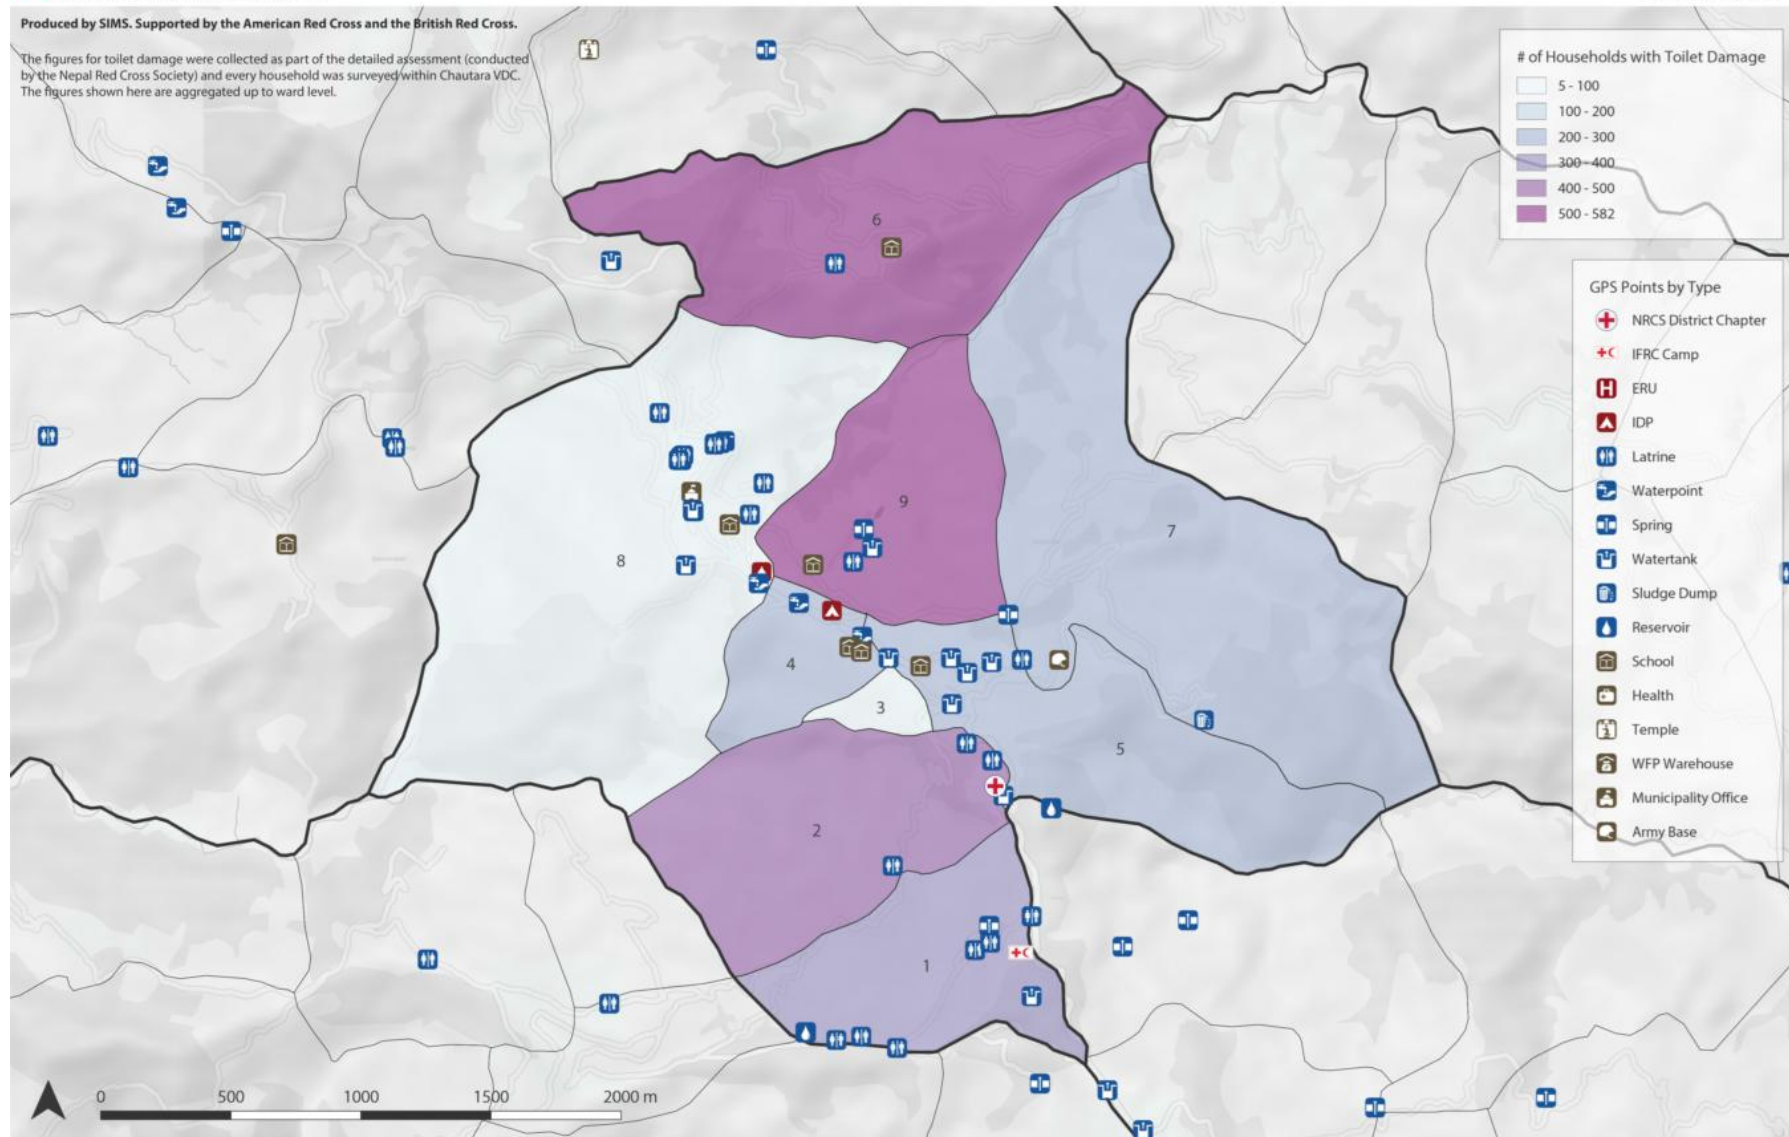 Produced by SIMS. Supported by the American Red Cross and the British Red Cross.
The figures for toilet damage were collected as part of the detailed assessment (conducted
by the Nepal Red Cross Society) and every household was surveyed within Chautara VDC.
The figures shown here are aggregated up to ward level.
# of Households with Toilet Damage
5 - 100
100 - 200
200 - 300
300 - 400
400 - 500
500 - 582
GPS Points by Type
NRCS District Chapter
IFRC Camp
H ERU
IDP
Latrine
Waterpoint
Spring
Watertank
Sludge Dump
Reservoir
School
Health
Temple
WFP Warehouse
Municipality Office
Army Base
6
9
7
8
4
3
5
2
1
0 500 1000 1500 2000 m